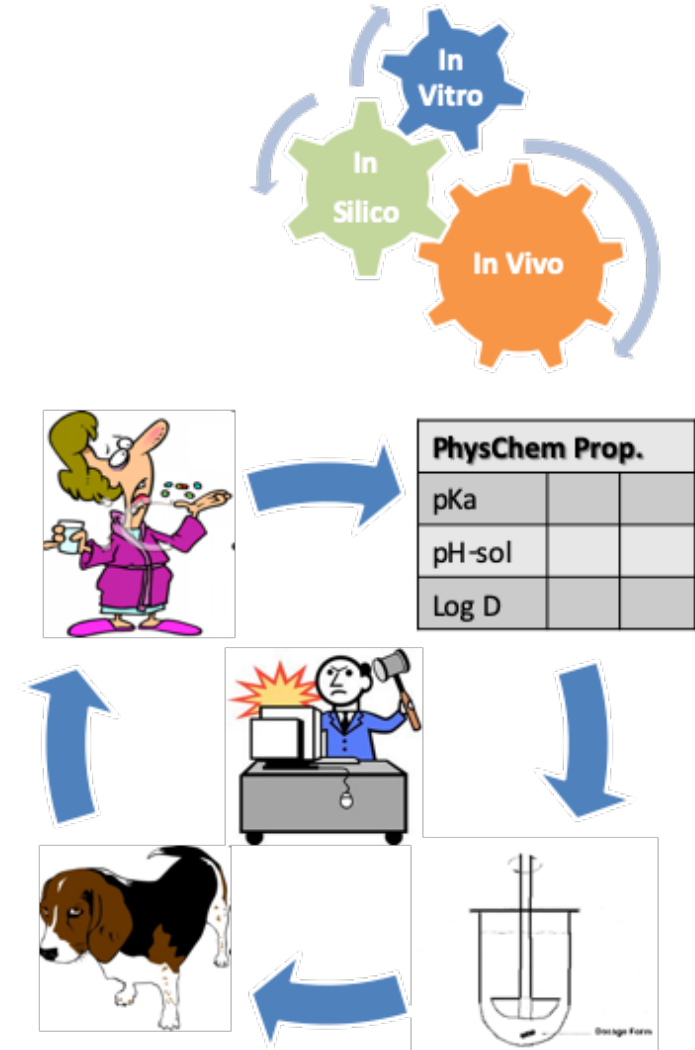 In
Vitro
In
Silico
In Vivo
PhysChem Prop.
pKa
pH-sol
Log D
Dosage Form